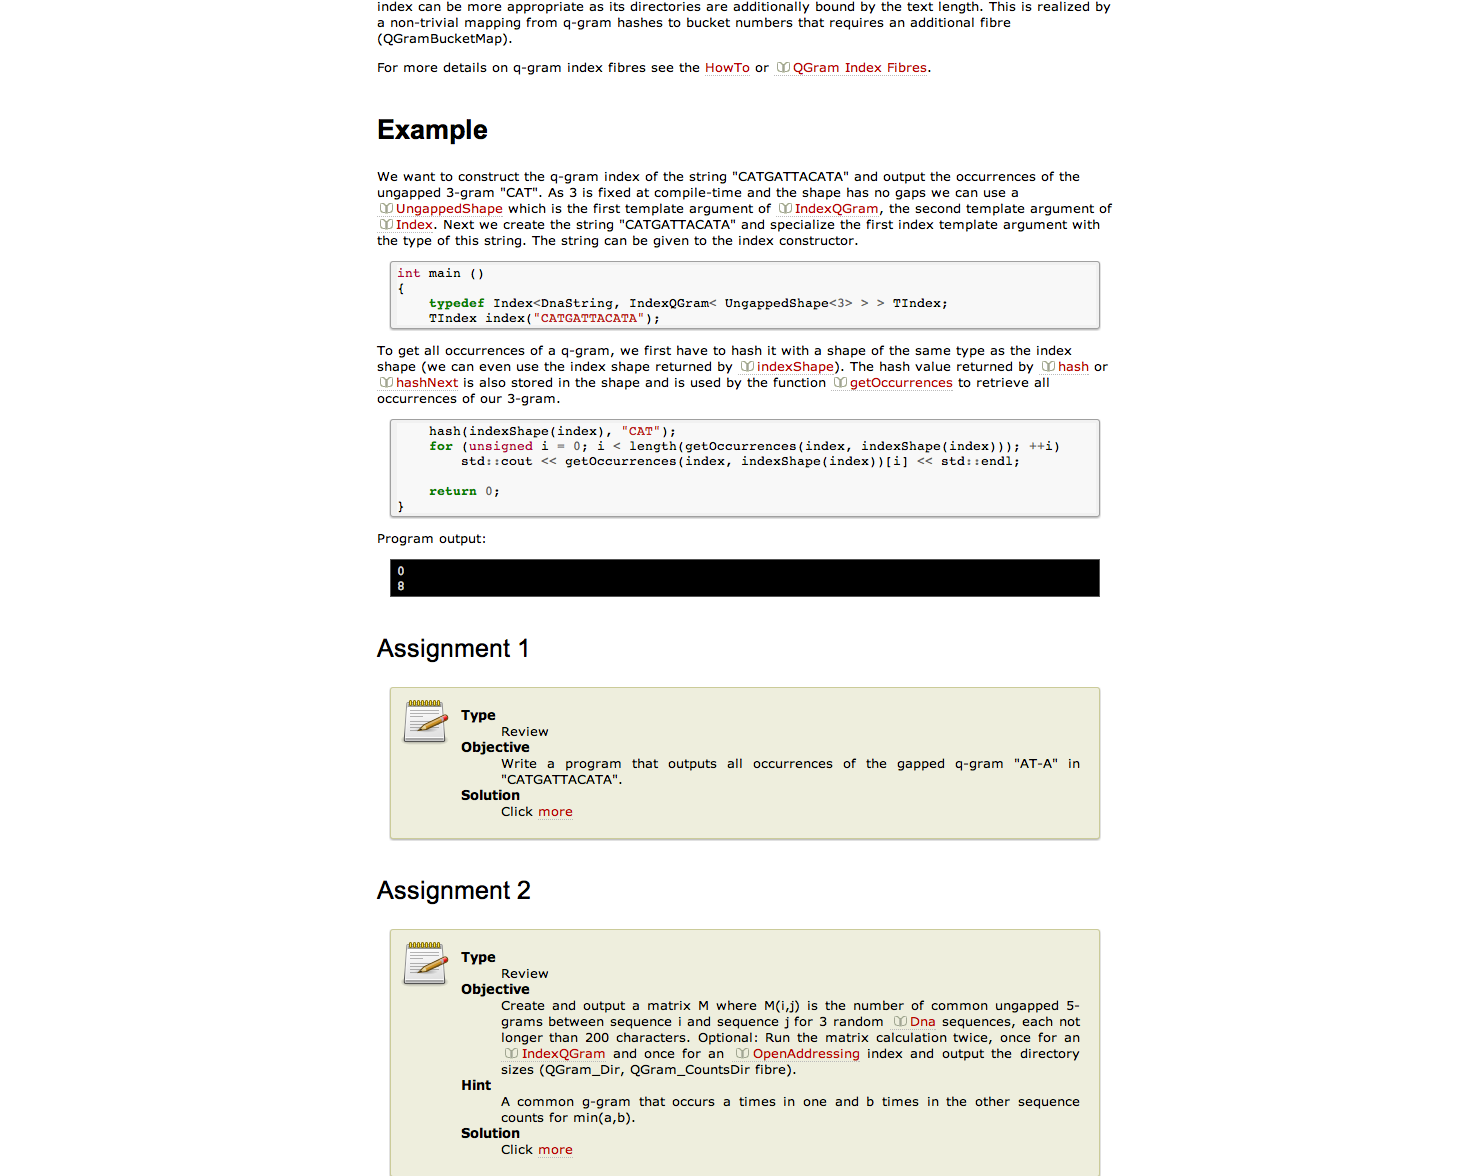 index can be more appropriate as its directories are additionally bound by the text length. This is realized by
a non-trivial mapping from q-gram hashes to bucket numbers that requires an additional fibre
(QGramBucketMap).
For more details on q-gram index fibres see the HowTo or QGram Index Fibres.
Example
We want to construct the q-gram index of the string "CATGATTACATA" and output the occurrences of the
ungapped 3-gram "CAT". As 3 is fixed at compile-time and the shape has no gaps we can use a
UngappedShape which is the first template argument of IndexQGram, the second template argument of
Index. Next we create the string "CATGATTACATA" and specialize the first index template argument with
the type of this string. The string can be given to the index constructor.
int main ()
{
    typedef Index<DnaString, IndexQGram< UngappedShape<3> > > TIndex;
    TIndex index("CATGATTACATA");
To get all occurrences of a q-gram, we first have to hash it with a shape of the same type as the index
shape (we can even use the index shape returned by indexShape). The hash value returned by hash or
hashNext is also stored in the shape and is used by the function getOccurrences to retrieve all
occurrences of our 3-gram.
    hash(indexShape(index), "CAT");
    for (unsigned i = 0; i < length(getOccurrences(index, indexShape(index))); ++i)
        std::cout << getOccurrences(index, indexShape(index))[i] << std::endl;
    return 0;
}
Program output:
0
8
Assignment 1
Type
Review
Objective
Write a program that outputs all occurrences of the gapped q-gram "AT-A" in
"CATGATTACATA".
Solution
Click more
Assignment 2
Type
Review
Objective
Create and output a matrix M where M(i,j) is the number of common ungapped 5-
grams between sequence i and sequence j for 3 random Dna sequences, each not
longer than 200 characters. Optional: Run the matrix calculation twice, once for an
IndexQGram and once for an OpenAddressing index and output the directory
sizes (QGram_Dir, QGram_CountsDir fibre).
Hint
A common g-gram that occurs a times in one and b times in the other sequence
counts for min(a,b).
Solution
Click more